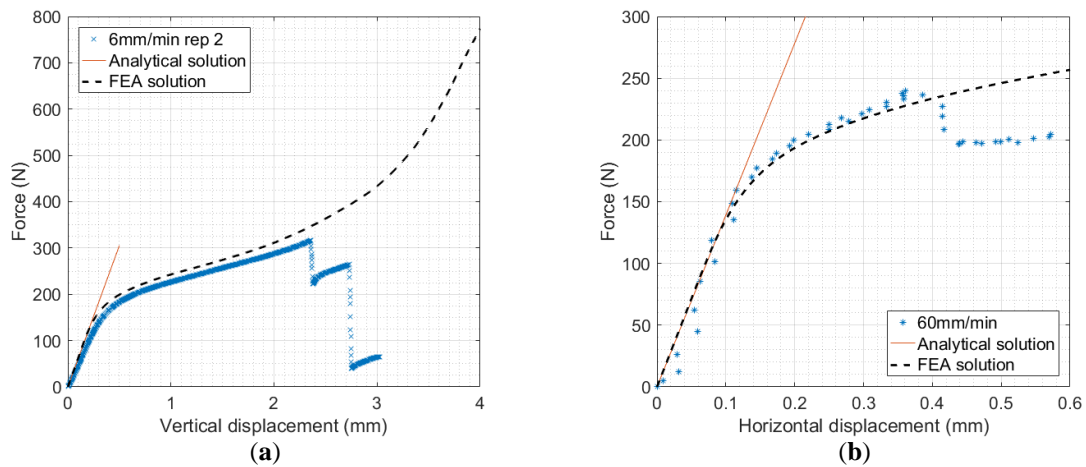 800
700
600
500
400
300
200
100
0
Force (N)
6mm/min rep 2
Analytical solution
FEA solution
0 1 2 3 4
Vertical displacement (mm)
(a)
300
250
200
150
100
50
0
Force (N)
60mm/min
Analytical solution
FEA solution
0 0.1 0.2 0.3 0.4 0.5 0.6
Horizontal displacement (mm)
(b)